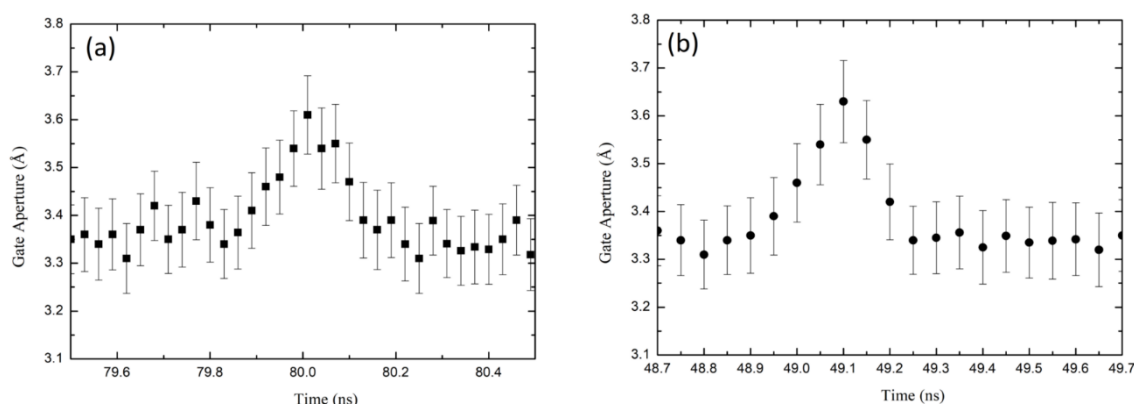 (a)
3.8
3.7
3.6
3.5
3.4
3.3
3.2
3.1
Gate Aperture (Å)
79.6 79.8 80.0 80.2 80.4
Time (ns)
(b)
3.8
3.7
3.6
3.5
3.4
3.3
3.2
3.1
Gate Aperture (Å)
48.7 48.8 48.9 49.0 49.1 49.2 49.3 49.4 49.5 49.6 49.7
Time (ns)